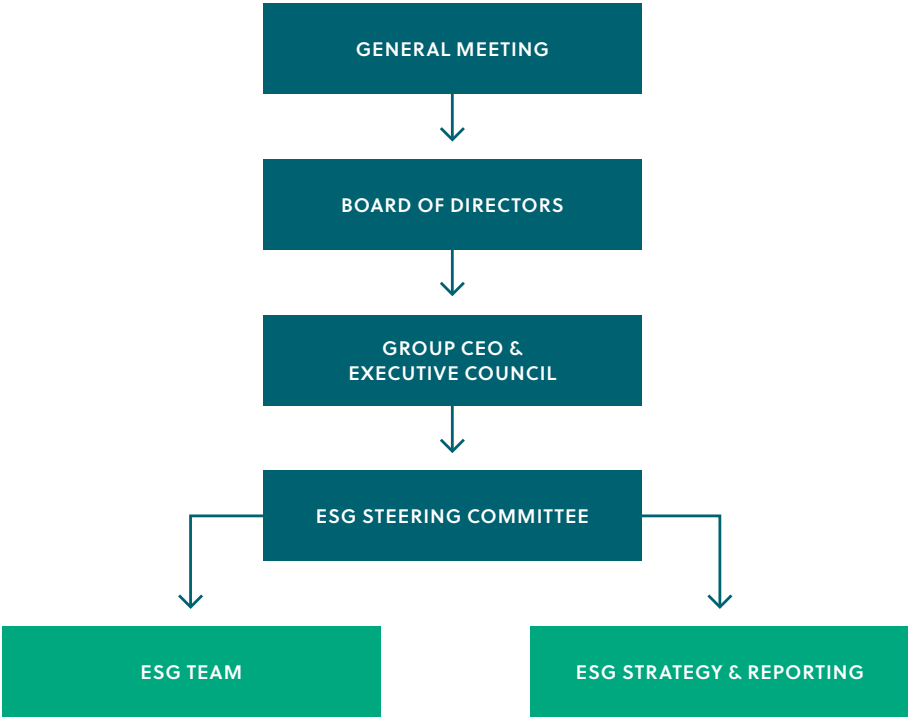 GENERAL MEETING
BOARD OF DIRECTORS
GROUP CEO &
EXECUTIVE COUNCIL
ESG STEERING COMMITTEE
ESG TEAM
ESG STRATEGY & REPORTING